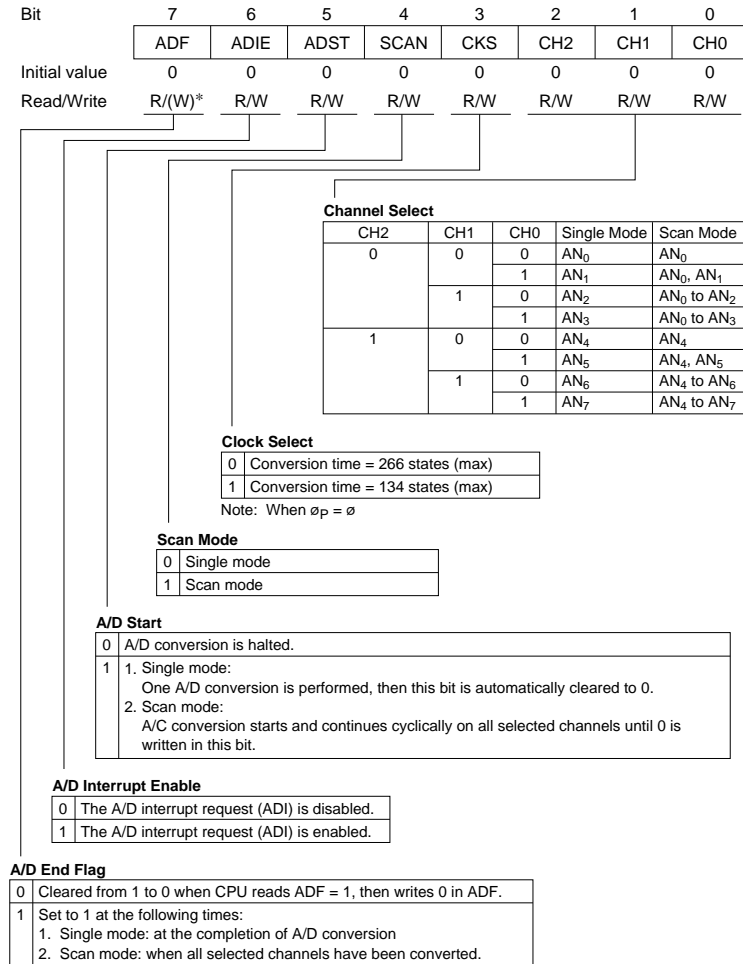 Bit 7 6 5 4 3 2 1 0
ADF ADIE ADST SCAN CKS CH2 CH1 CH0
Initial value 0 0 0 0 0 0 0 0
Read/Write R/(W)* R/W R/W R/W R/W R/W R/W R/W
Channel Select
CH2 CH1 CH0 Single Mode Scan Mode
0 0 0 AN0 AN0
1 AN1 AN0, AN1
1 0 AN2 AN0 to AN2
1 AN3 AN0 to AN3
1 0 0 AN4 AN4
1 AN5 AN4, AN5
1 0 AN6 AN4 to AN6
1 AN7 AN4 to AN7
Clock Select
0 Conversion time = 266 states (max)
1 Conversion time = 134 states (max)
Note: When øP = ø
Scan Mode
0 Single mode
1 Scan mode
A/D Start
0 A/D conversion is halted.
1 1. Single mode:
One A/D conversion is performed, then this bit is automatically cleared to 0.
2. Scan mode:
A/C conversion starts and continues cyclically on all selected channels until 0 is
written in this bit.
A/D Interrupt Enable
0 The A/D interrupt request (ADI) is disabled.
1 The A/D interrupt request (ADI) is enabled.
A/D End Flag
0 Cleared from 1 to 0 when CPU reads ADF = 1, then writes 0 in ADF.
1 Set to 1 at the following times:
1. Single mode: at the completion of A/D conversion
2. Scan mode: when all selected channels have been converted.